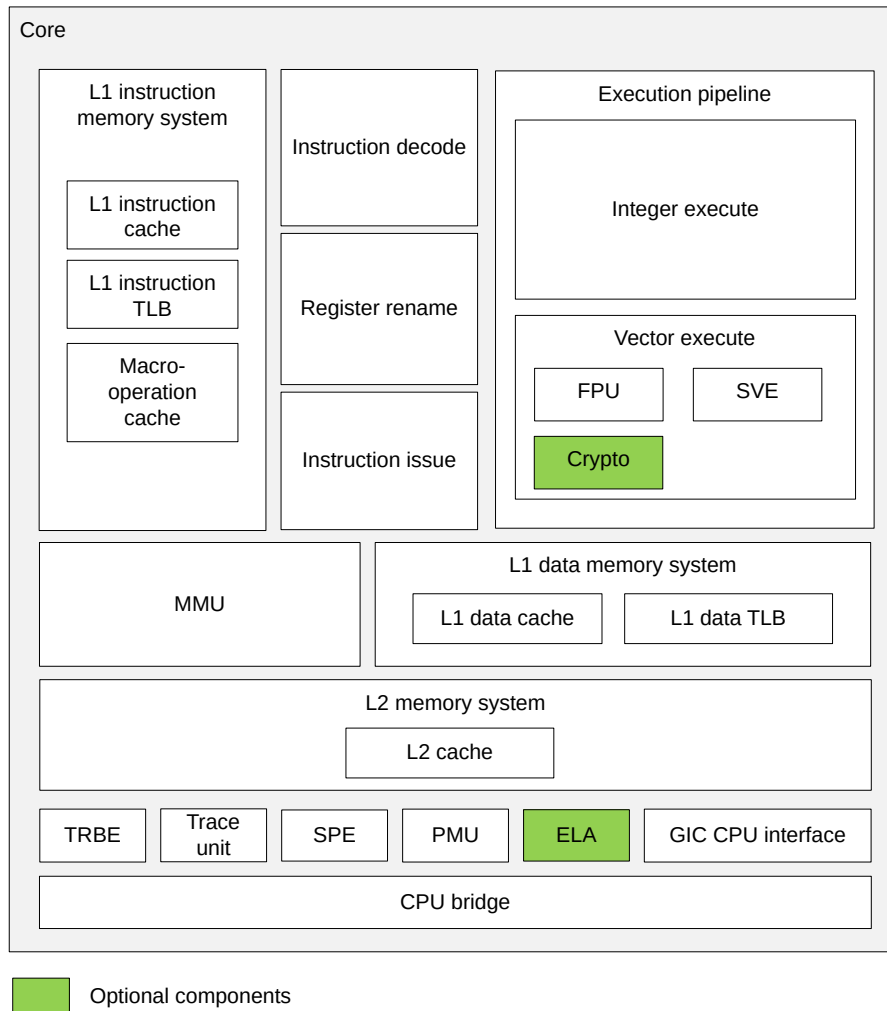 Core
L1 instruction
memory system
L1 instruction
cache
L1 instruction
TLB
Macro-
operation
cache
Instruction decode
Register rename
Instruction issue
Execution pipeline
Integer execute
Vector execute
FPU
SVE
Crypto
MMU
L1 data memory system
L1 data cache
L1 data TLB
L2 memory system
L2 cache
TRBE
Trace
unit
SPE
PMU
ELA
GIC CPU interface
CPU bridge
Optional components